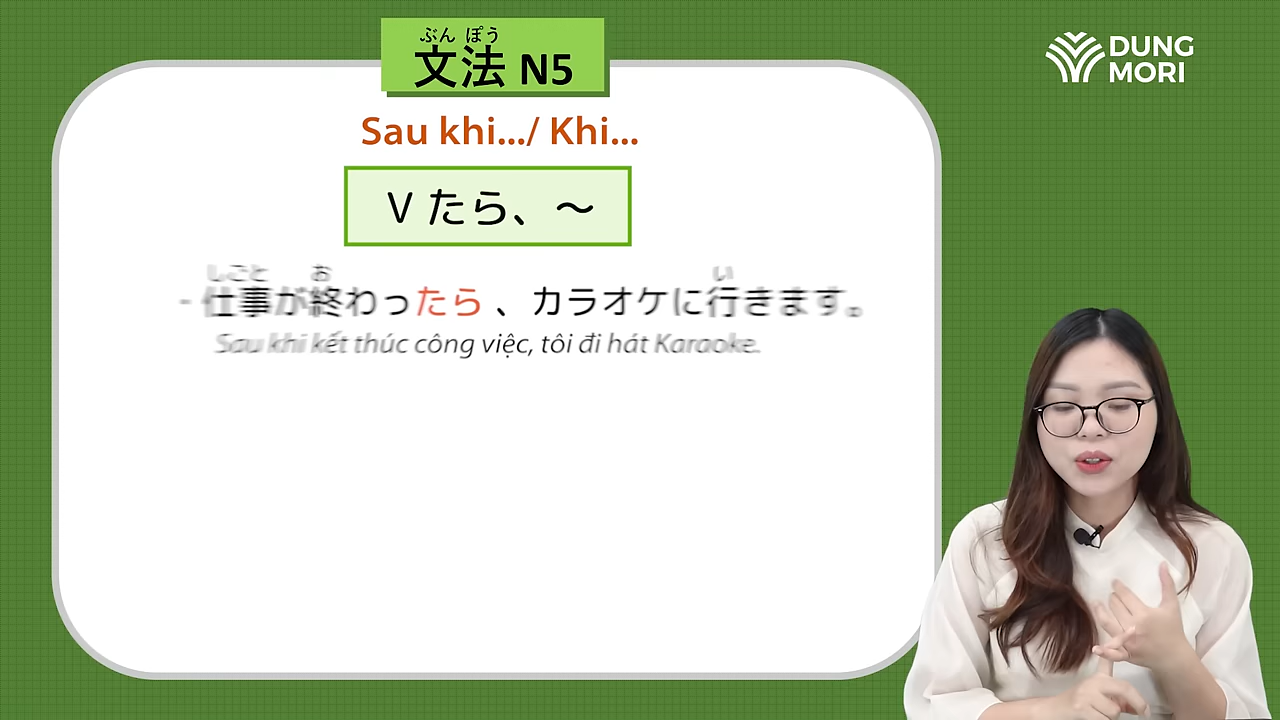 ぶん ぽう
文法 N5
DUNG
MORI
Sau khi.../ Khi...
V たら、～
しごと お い
- 仕事が終わったら 、カラオケに行きます。
Sau khi kết thúc công việc, tôi đi hát Karaoke.